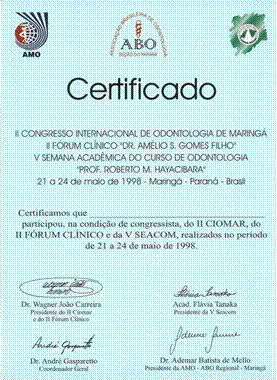 AMO
ASSOCIAÇÃO BRASILEIRA DE ODONTOLOGIA
ABO
SEÇÃO DO PARANÁ
Certificado
II CONGRESSO INTERNACIONAL DE ODONTOLOGIA DE MARINGÁ
II FÓRUM CLÍNICO "DR. AMÉLIO S. GOMES FILHO"
V SEMANA ACADÊMICA DO CURSO DE ODONTOLOGIA
"PROF. ROBERTO M. HAYACIBARA"
21 a 24 de maio de 1998 - Maringá - Paraná - Brasil
Certificamos que
participou, na condição de congressista, do II CIOMAR, do
II FÓRUM CLÍNICO e da V SEACOM, realizados no período
de 21 a 24 de maio de 1998.
Dr. Wagner João Carreira
Presidente do II Ciomar
e do II Fórum Clínico
Acad. Flávia Tanaka
Presidente da V Seacom
Dr. André Gasparetto
Coordenador Geral
Dr. Ademar Batista de Mello
Presidente da AMO - ABO Regional - Maringá